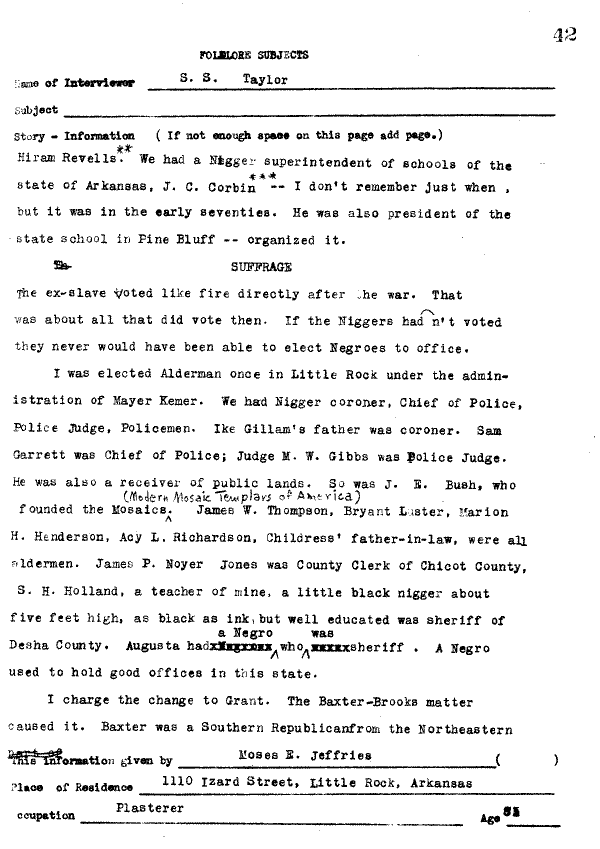 42
FOLKLORE SUBJECTS
Name of Interviewer S. S. Taylor
Subject
Story - Information ( If not enough space on this page add page.)
Hiram Revells.** We had a Nigger superintendent of schools of the
state of Arkansas, J. C. Corbin*** -- I don't remember just when ,
but it was in the early seventies. He was also president of the
state school in Pine Bluff -- organized it.
SUFFRAGE
The ex-slave voted like fire directly after the war. That
was about all that did vote then. If the Niggers hadn't voted
they never would have been able to elect Negroes to office.
I was elected Alderman once in Little Rock under the admin-
istration of Mayer Kemer. We had Nigger coroner, Chief of Police,
Police Judge, Policemen. Ike Gillam's father was coroner. Sam
Garrett was Chief of Police; Judge M. W. Gibbs was Police Judge.
He was also a receiver of public lands. So was J. E. Bush, who
(Modern Mosaic Templars of America)
founded the Mosaics. James W. Thompson, Bryant Luster, Marion
H. Henderson, Acy L. Richardson, Childress' father-in-law, were all
aldermen. James P. Noyer Jones was County Clerk of Chicot County,
S. H. Holland, a teacher of mine, a little black nigger about
five feet high, as black as ink, but well educated was sheriff of
a Negro was
Desha County. Augusta had who sheriff . A Negro
used to hold good offices in this state.
I charge the change to Grant. The Baxter-Brooks matter
caused it. Baxter was a Southern Republicanfrom the Northeastern
This information given by Moses E. Jeffries ( )
Place of Residence 1110 Izard Street, Little Rock, Arkansas
ccupation Plasterer Age 81